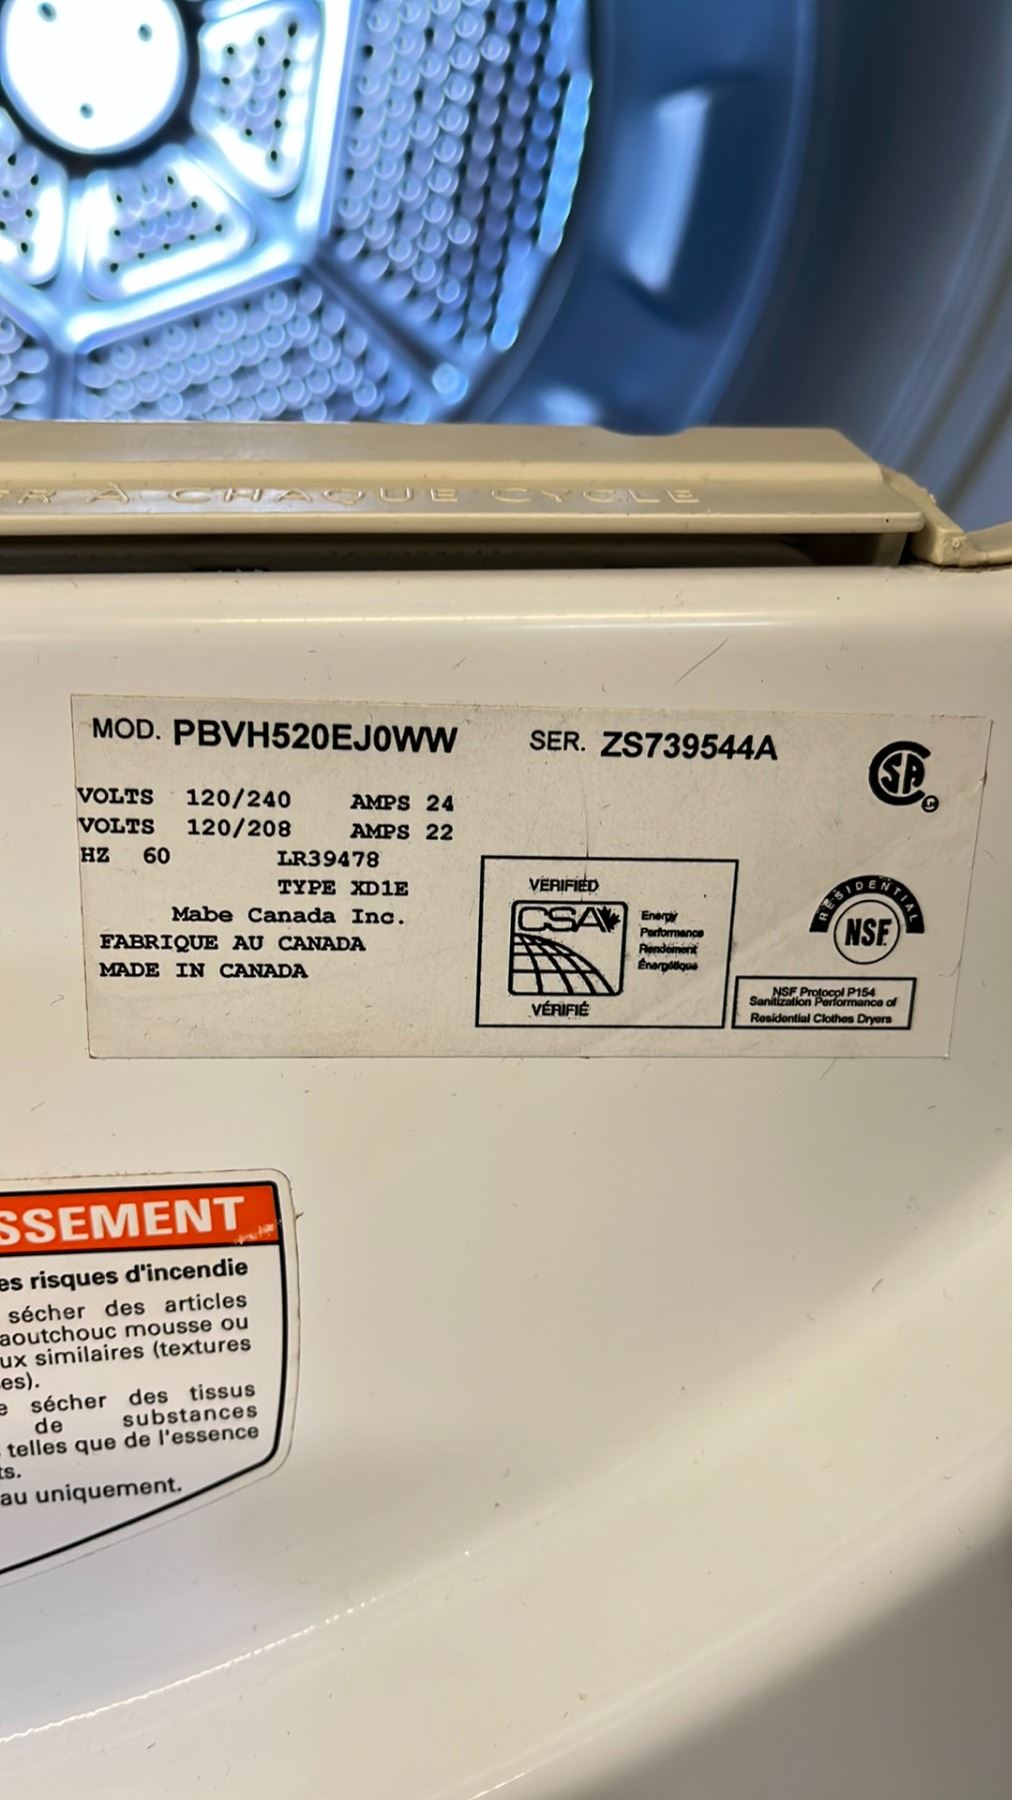 À CHAQUE CYCLE
MOD. PBVH520EJ0WW SER. ZS739544A
VOLTS 120/240 AMPS 24
VOLTS 120/208 AMPS 22
HZ 60 LR39478
TYPE XD1E
Mabe Canada Inc.
FABRIQUE AU CANADA
MADE IN CANADA
VERIFIED
CSA
Energy
Performance
Rendement
Énergétique
VÉRIFIÉ
SA
RESIDENTIAL
NSF
NSF Protocol P154
Sanitization Performance of
Residential Clothes Dryers
SSEMENT
es risques d'incendie
sécher des articles
aoutchouc mousse ou
ux similaires (textures
es).
e sécher des tissus
de substances
telles que de l'essence
ts.
au uniquement.